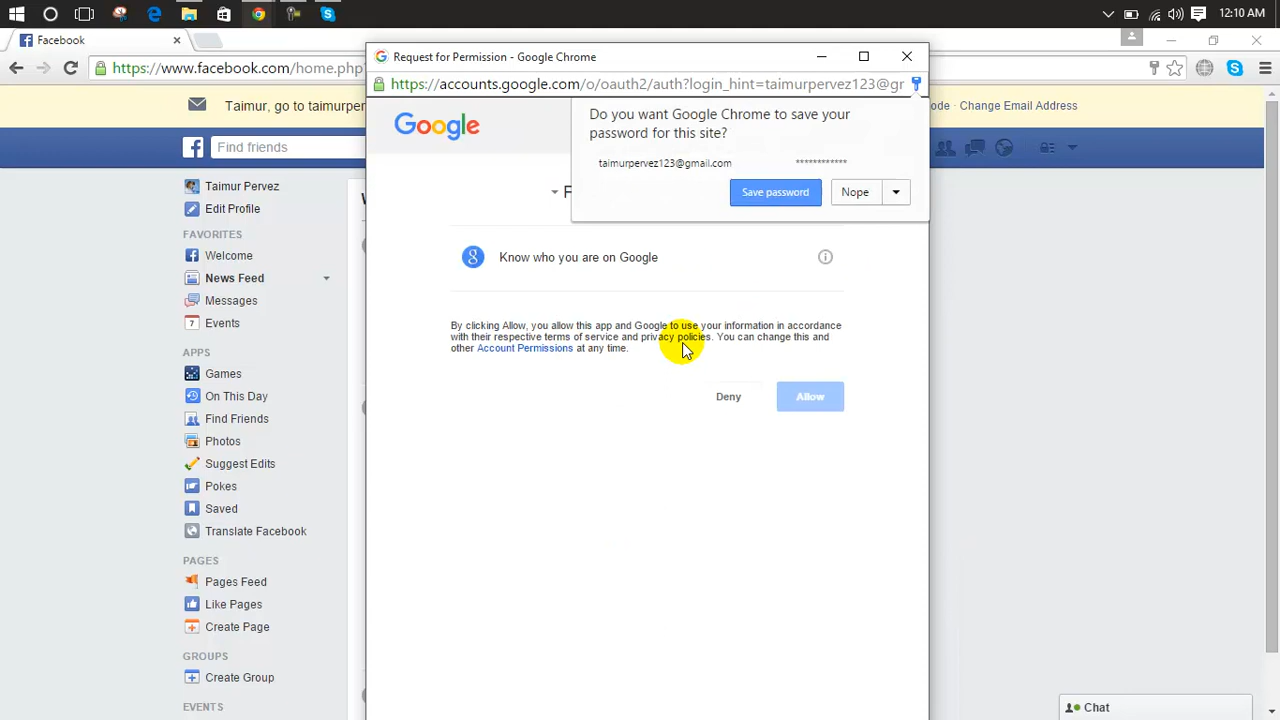 12:10 AM
Facebook
https://www.facebook.com/home.php
Taimur, go to taimurper
ode · Change Email Address
Find friends
Taimur Pervez
Edit Profile
FAVORITES
Welcome
News Feed
Messages
Events
APPS
Games
On This Day
Find Friends
Photos
Suggest Edits
Pokes
Saved
Translate Facebook
PAGES
Pages Feed
Like Pages
Create Page
GROUPS
Create Group
EVENTS
Request for Permission - Google Chrome
https://accounts.google.com/o/oauth2/auth?login_hint=taimurpervez123@gr
Google
Do you want Google Chrome to save your
password for this site?
taimurpervez123@gmail.com ************
Save password Nope
F
Know who you are on Google
By clicking Allow, you allow this app and Google to use your information in accordance
with their respective terms of service and privacy policies. You can change this and
other Account Permissions at any time.
Deny Allow
Chat